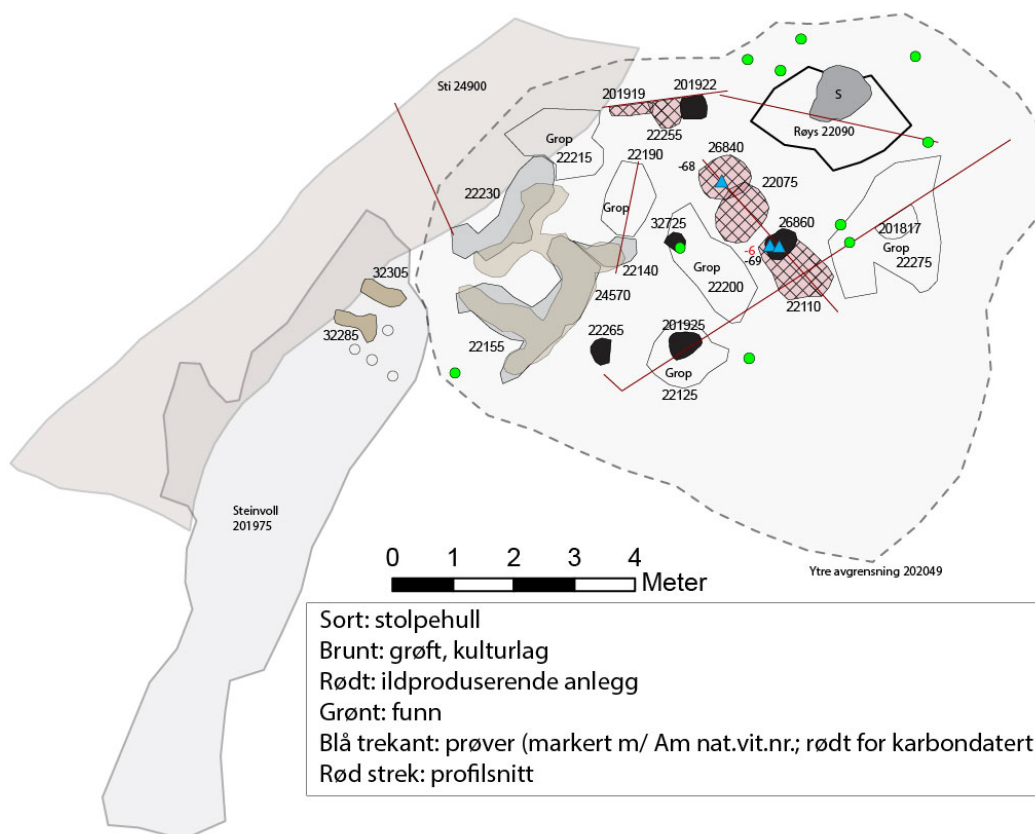 Sti 24900
201919
201922
22255
S
Røys 22090
Grop
22215
22190
26840
-68
22075
22230
Grop
32725
26860
201817
Grop
22275
-6
-69
22140
Grop
22200
32305
24570
22110
32285
22155
22265
201925
Grop
22125
Steinvoll
201975
0 1 2 3 4
Meter
Ytre avgrensning 202049
Sort: stolpehull
Brunt: grøft, kulturlag
Rødt: ildproduserende anlegg
Grønt: funn
Blå trekant: prøver (markert m/ Am nat.vit.nr.; rødt for karbondatert
Rød strek: profilsnitt